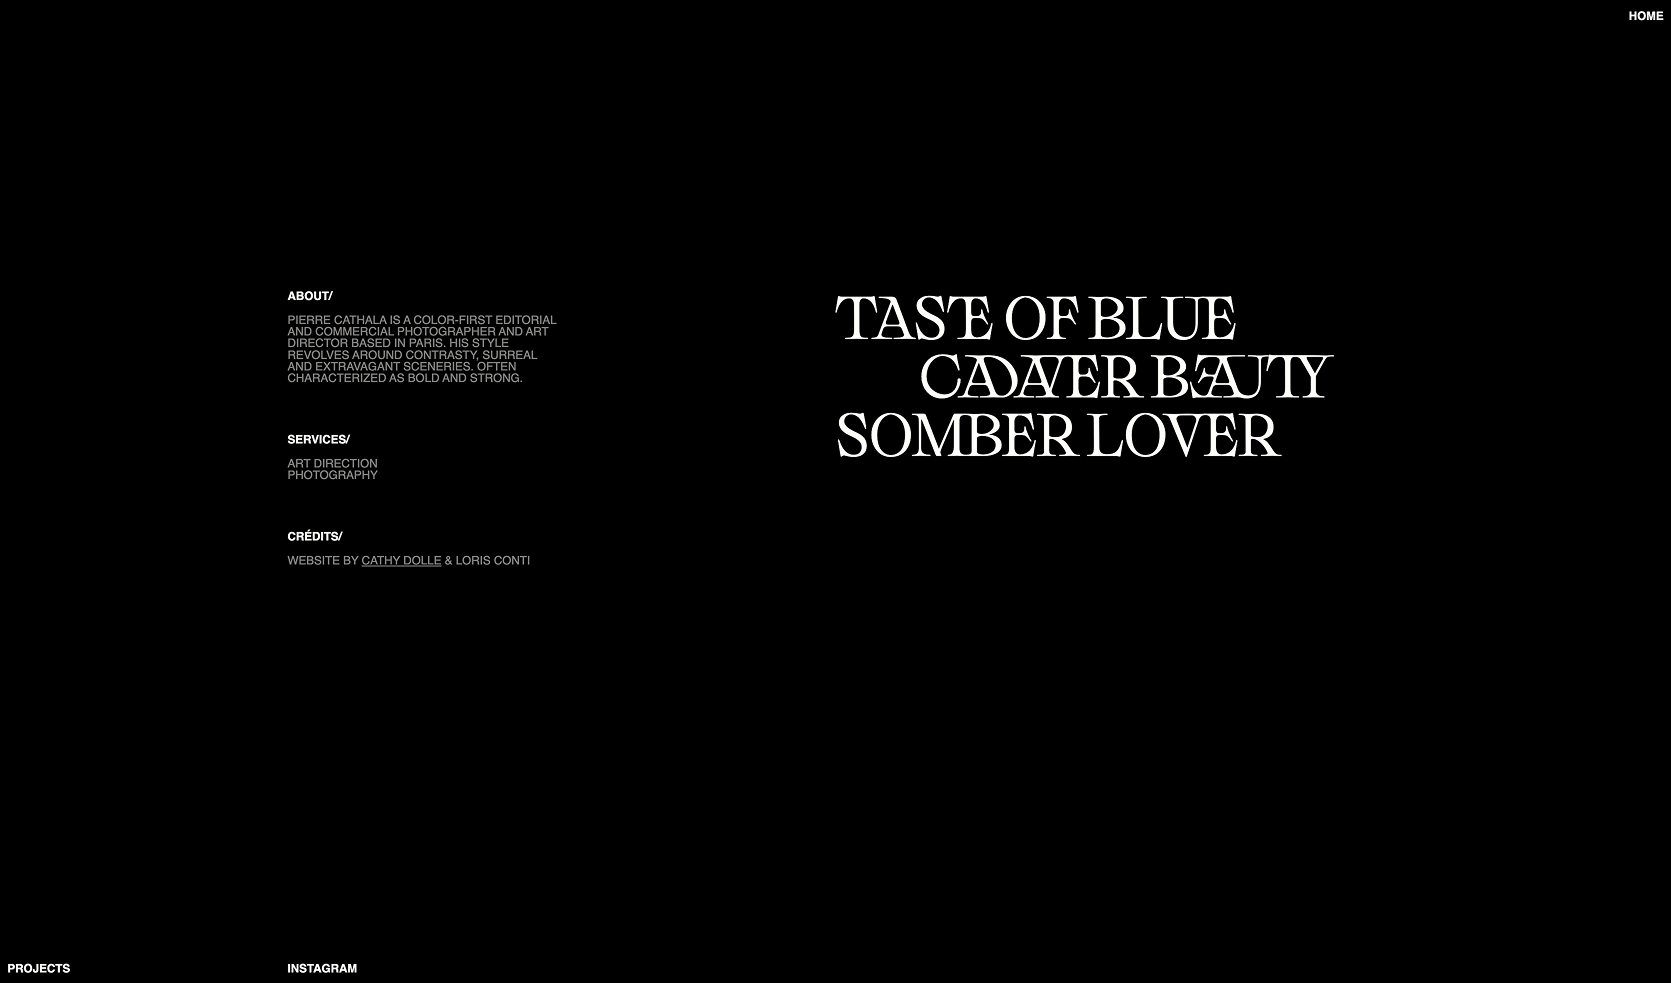 HOME
ABOUT/
PIERRE CATHALA IS A COLOR-FIRST EDITORIAL
AND COMMERCIAL PHOTOGRAPHER AND ART
DIRECTOR BASED IN PARIS. HIS STYLE
REVOLVES AROUND CONTRASTY, SURREAL
AND EXTRAVAGANT SCENERIES. OFTEN
CHARACTERIZED AS BOLD AND STRONG.
SERVICES/
ART DIRECTION
PHOTOGRAPHY
CRÉDITS/
WEBSITE BY CATHY DOLLE & LORIS CONTI
TASTE OF BLUE
CADAVER BEAUTY
SOMBER LOVER
PROJECTS
INSTAGRAM